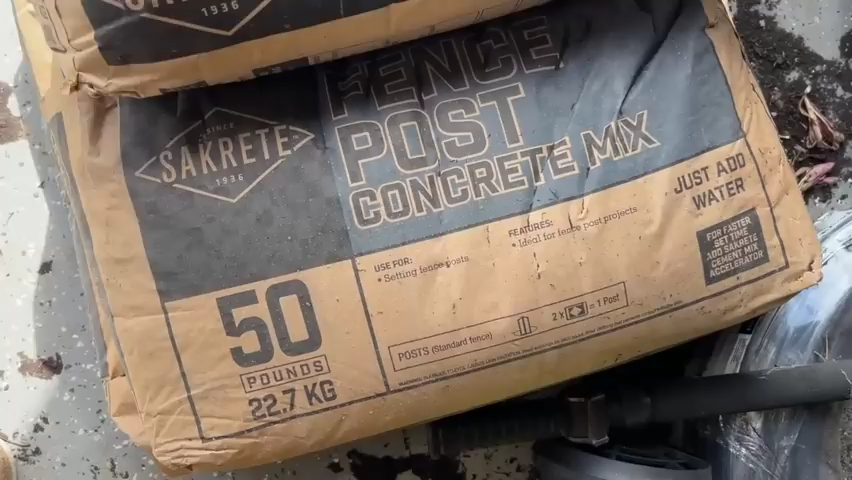 1936
SINCE
SAKRETE
1936
FENCE
POST
CONCRETE MIX
JUST ADD
WATER
FEATURES:
• Ideal for fence post projects
USE FOR:
• Setting fence posts
FOR FASTER
SET TIME
ADD SAKRETE
CEMENT MIX
ACCELERATOR
50
POUNDS
22.7 KG
POSTS (Standard fence)
2 x = 1 Post